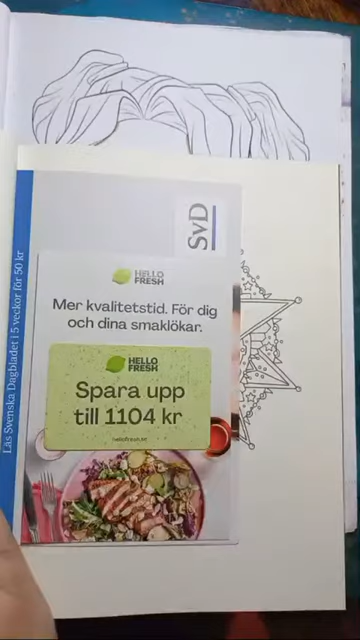 Läs Svenska Dagbladet i 5 veckor för 50 kr
SvD
HELLO
FRESH
Mer kvalitetstid. För dig
och dina smaklökar.
HELLO
FRESH
Spara upp
till 1104 kr
hellofresh.se